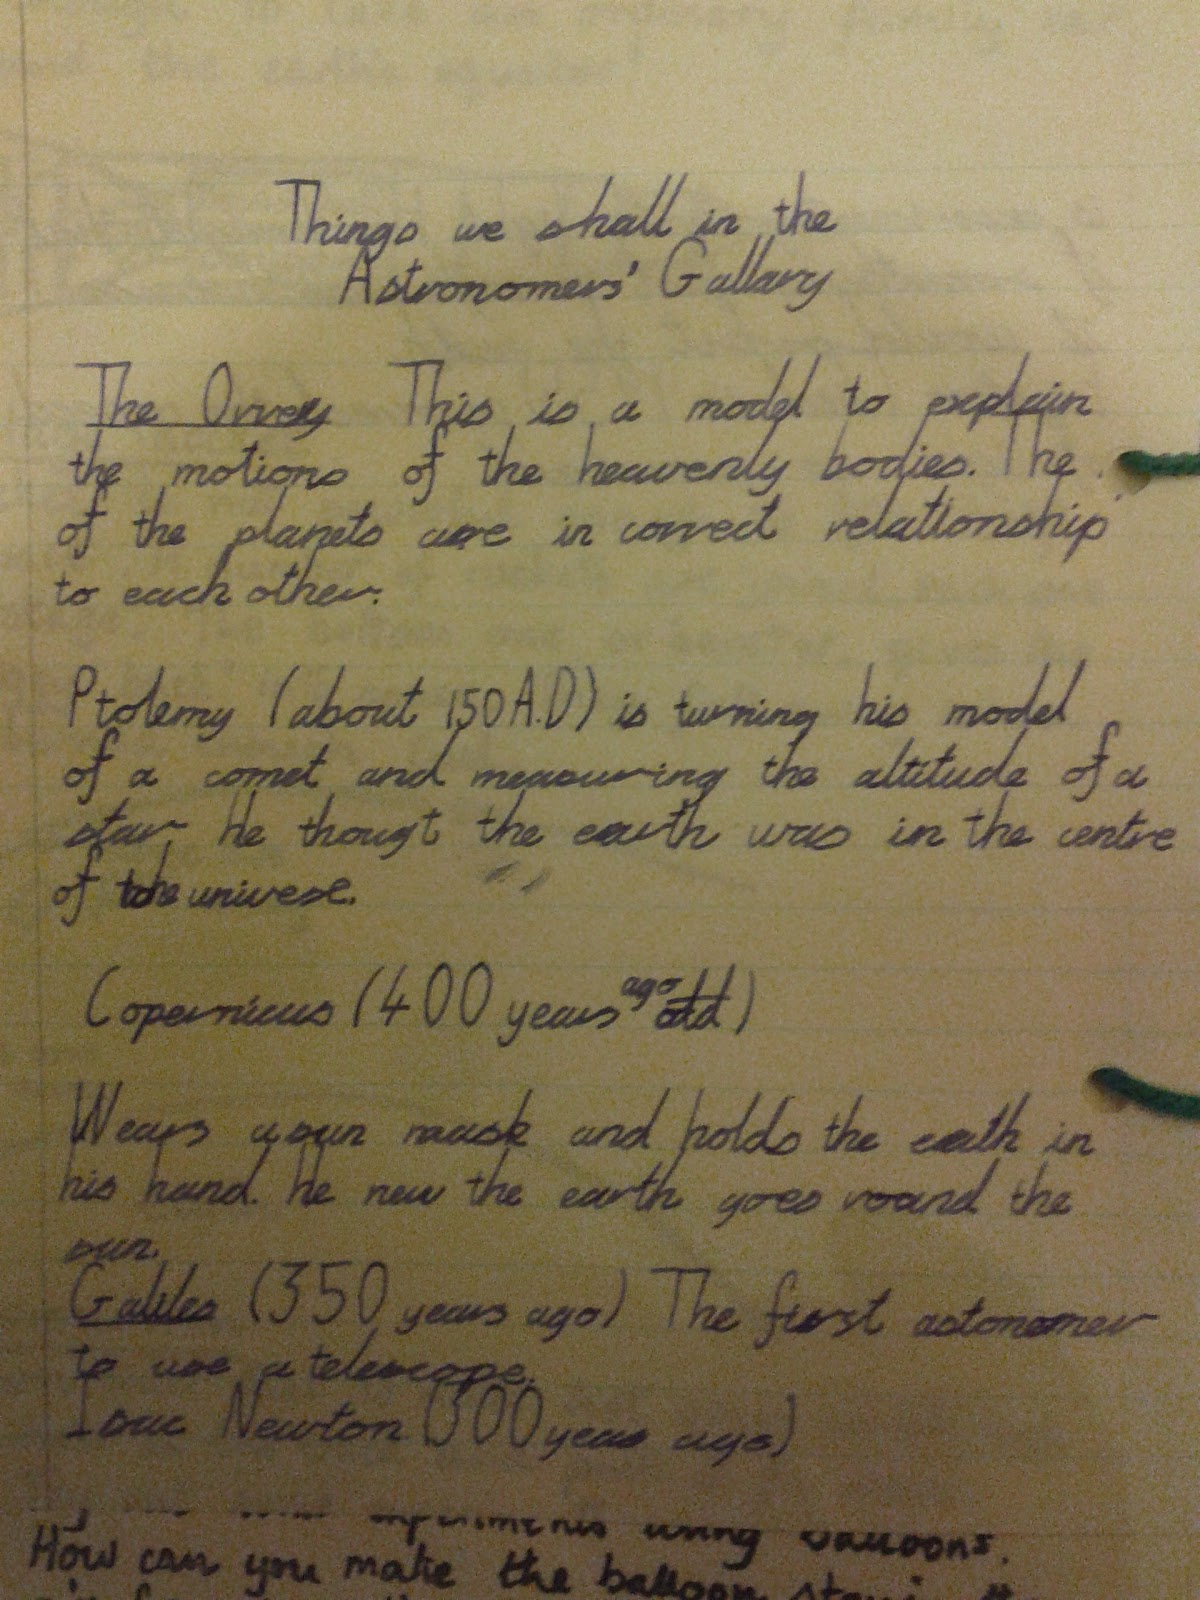 Things we shall in the
Astronomers' Gallary
The Orrery This is a model to explain
the motions of the heavenly bodies. The
of the planets are in correct relationship
to each other.
Ptolemy (about 150 A.D) is turning his model
of a comet and measuring the altitude of a
star. He thougt the earth was in the centre
of the univese.
Copernicus (400 years ago old)
Wears a sun mask and holds the earth in
his hand. he new the earth goes round the
sun.
Galileo (350 years ago) The first astonomer
to use a telescope.
Isac Newton (300 years ago)
experiments using balloons.
How can you make the balloon stay in